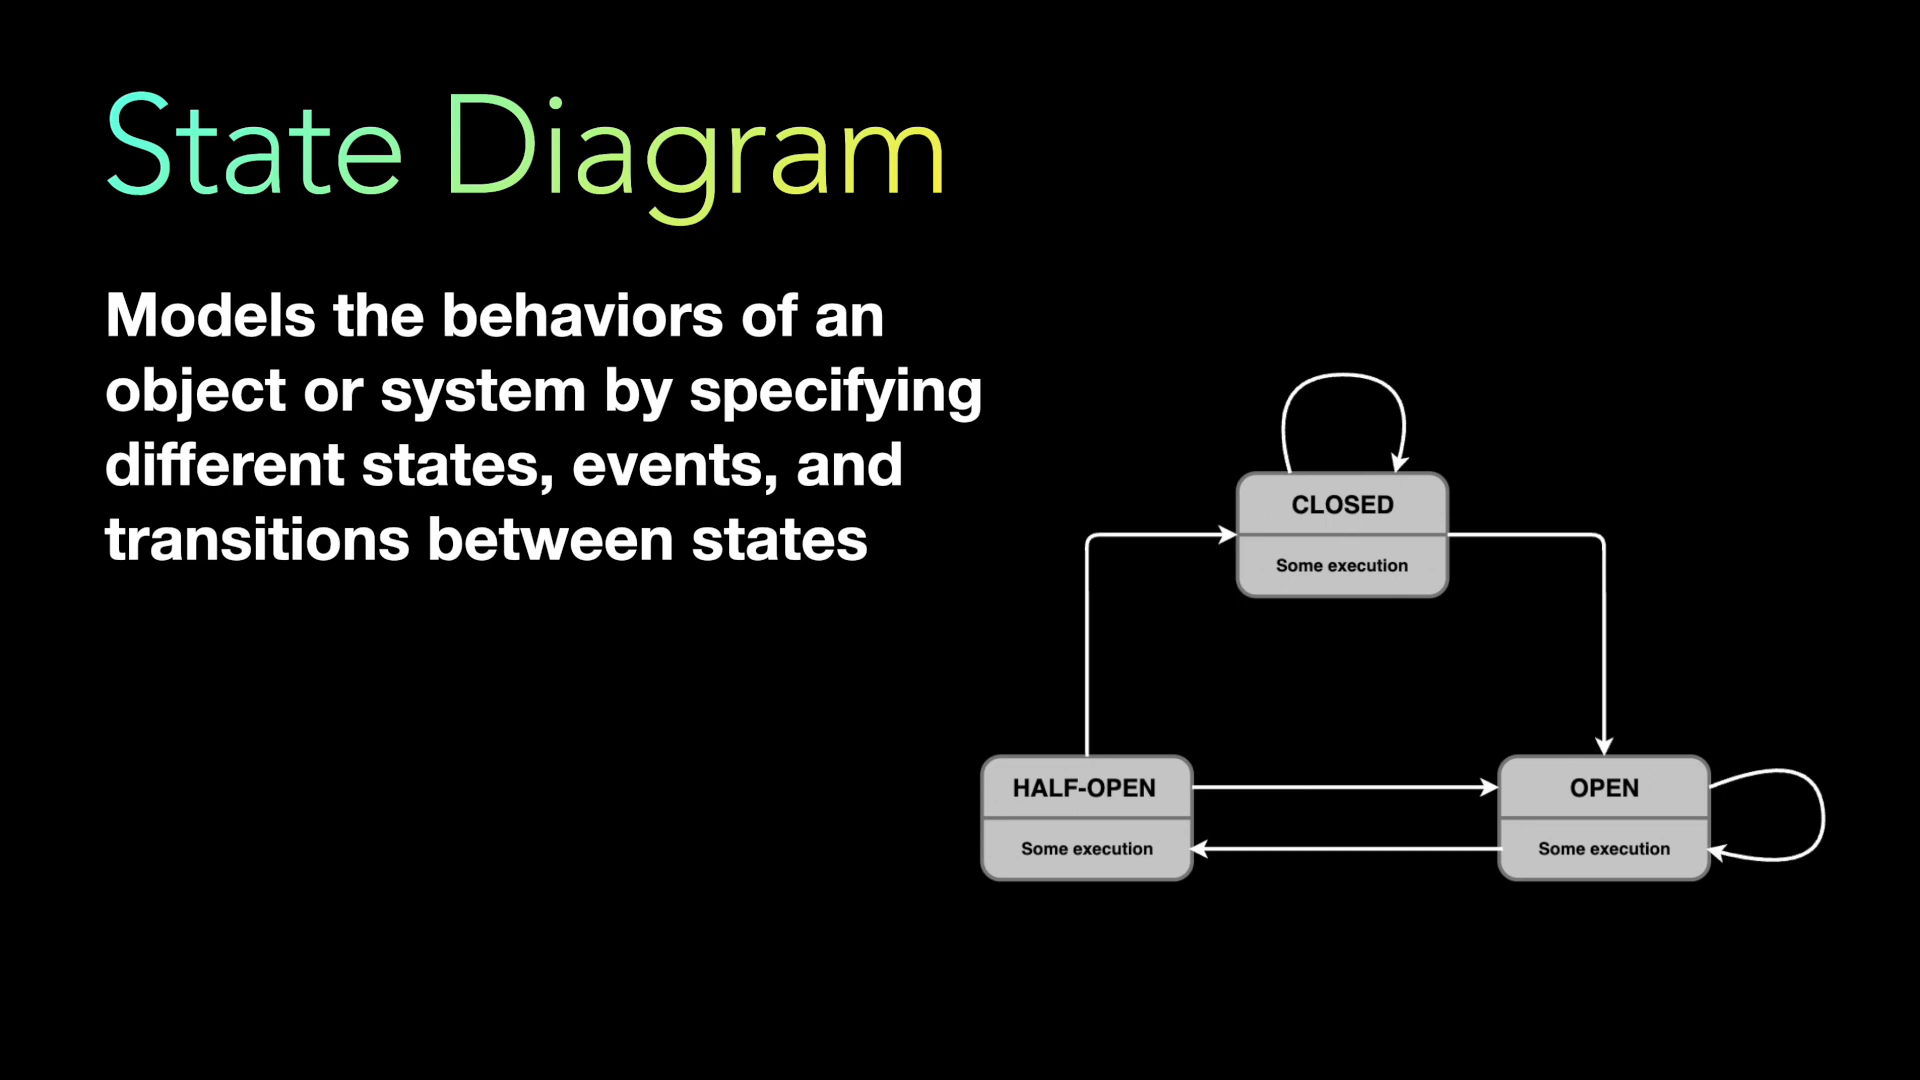 State Diagram
Models the behaviors of an
object or system by specifying
different states, events, and
transitions between states
CLOSED
Some execution
HALF-OPEN
Some execution
OPEN
Some execution